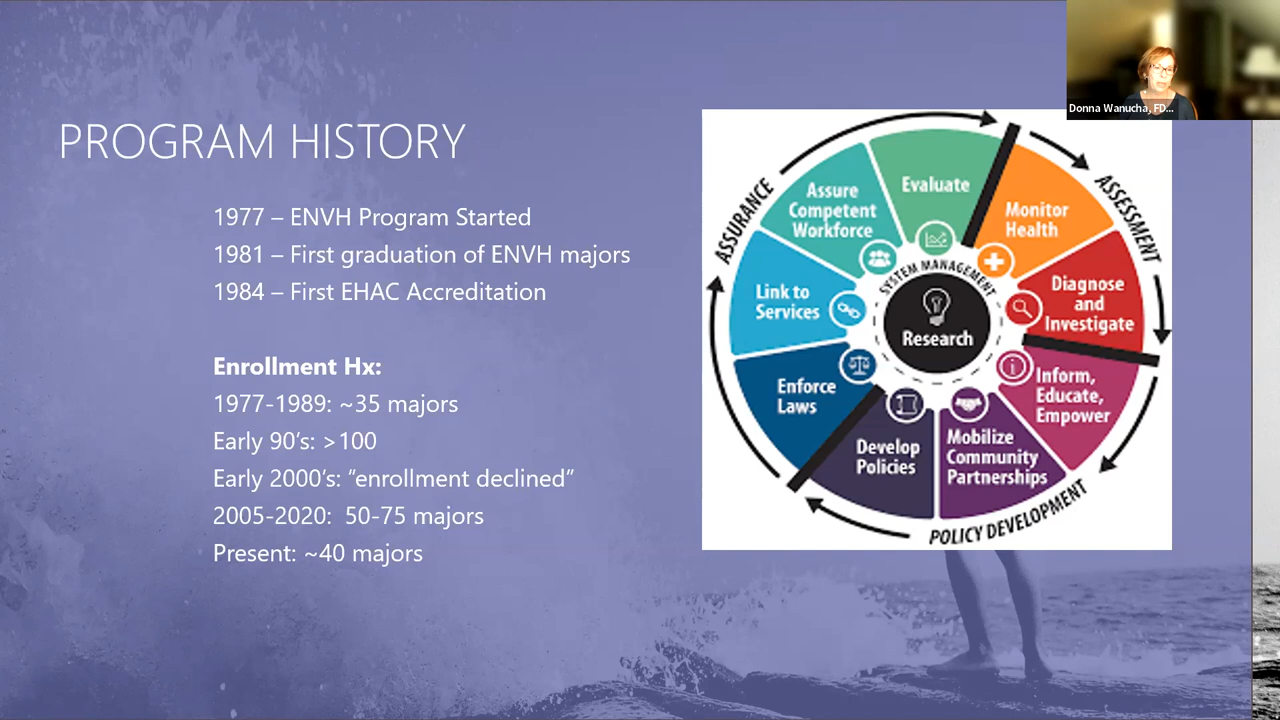 Donna Wanucha, FD...
PROGRAM HISTORY
1977 – ENVH Program Started
1981 – First graduation of ENVH majors
1984 – First EHAC Accreditation
Enrollment Hx:
1977-1989: ~35 majors
Early 90's: >100
Early 2000's: "enrollment declined"
2005-2020:  50-75 majors
Present: ~40 majors
ASSURANCE
ASSESSMENT
POLICY DEVELOPMENT
Evaluate
Monitor
Health
Diagnose
and
Investigate
Inform,
Educate,
Empower
Mobilize
Community
Partnerships
Develop
Policies
Enforce
Laws
Link to
Services
Assure
Competent
Workforce
SYSTEM MANAGEMENT
Research